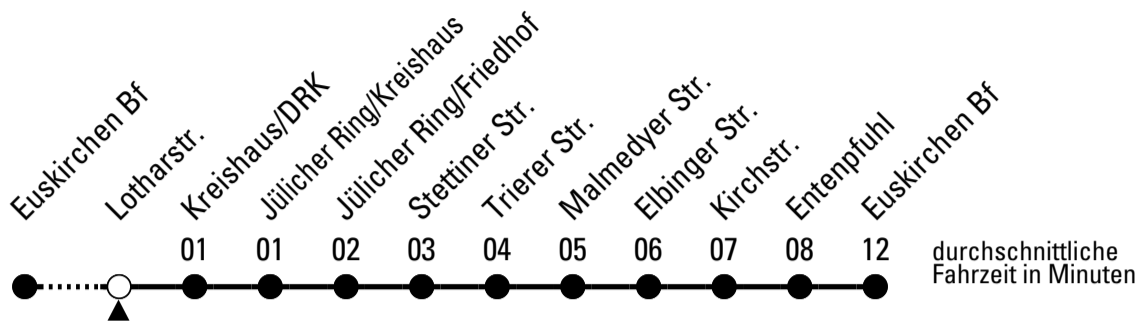 Euskirchen Bf
Lotharstr.
Kreishaus/DRK
Jülicher Ring/Kreishaus
Jülicher Ring/Friedhof
Stettiner Str.
Trierer Str.
Malmedyer Str.
Elbinger Str.
Kirchstr.
Entenpfuhl
Euskirchen Bf
01 01 02 03 04 05 06 07 08 12
durchschnittliche
Fahrzeit in Minuten